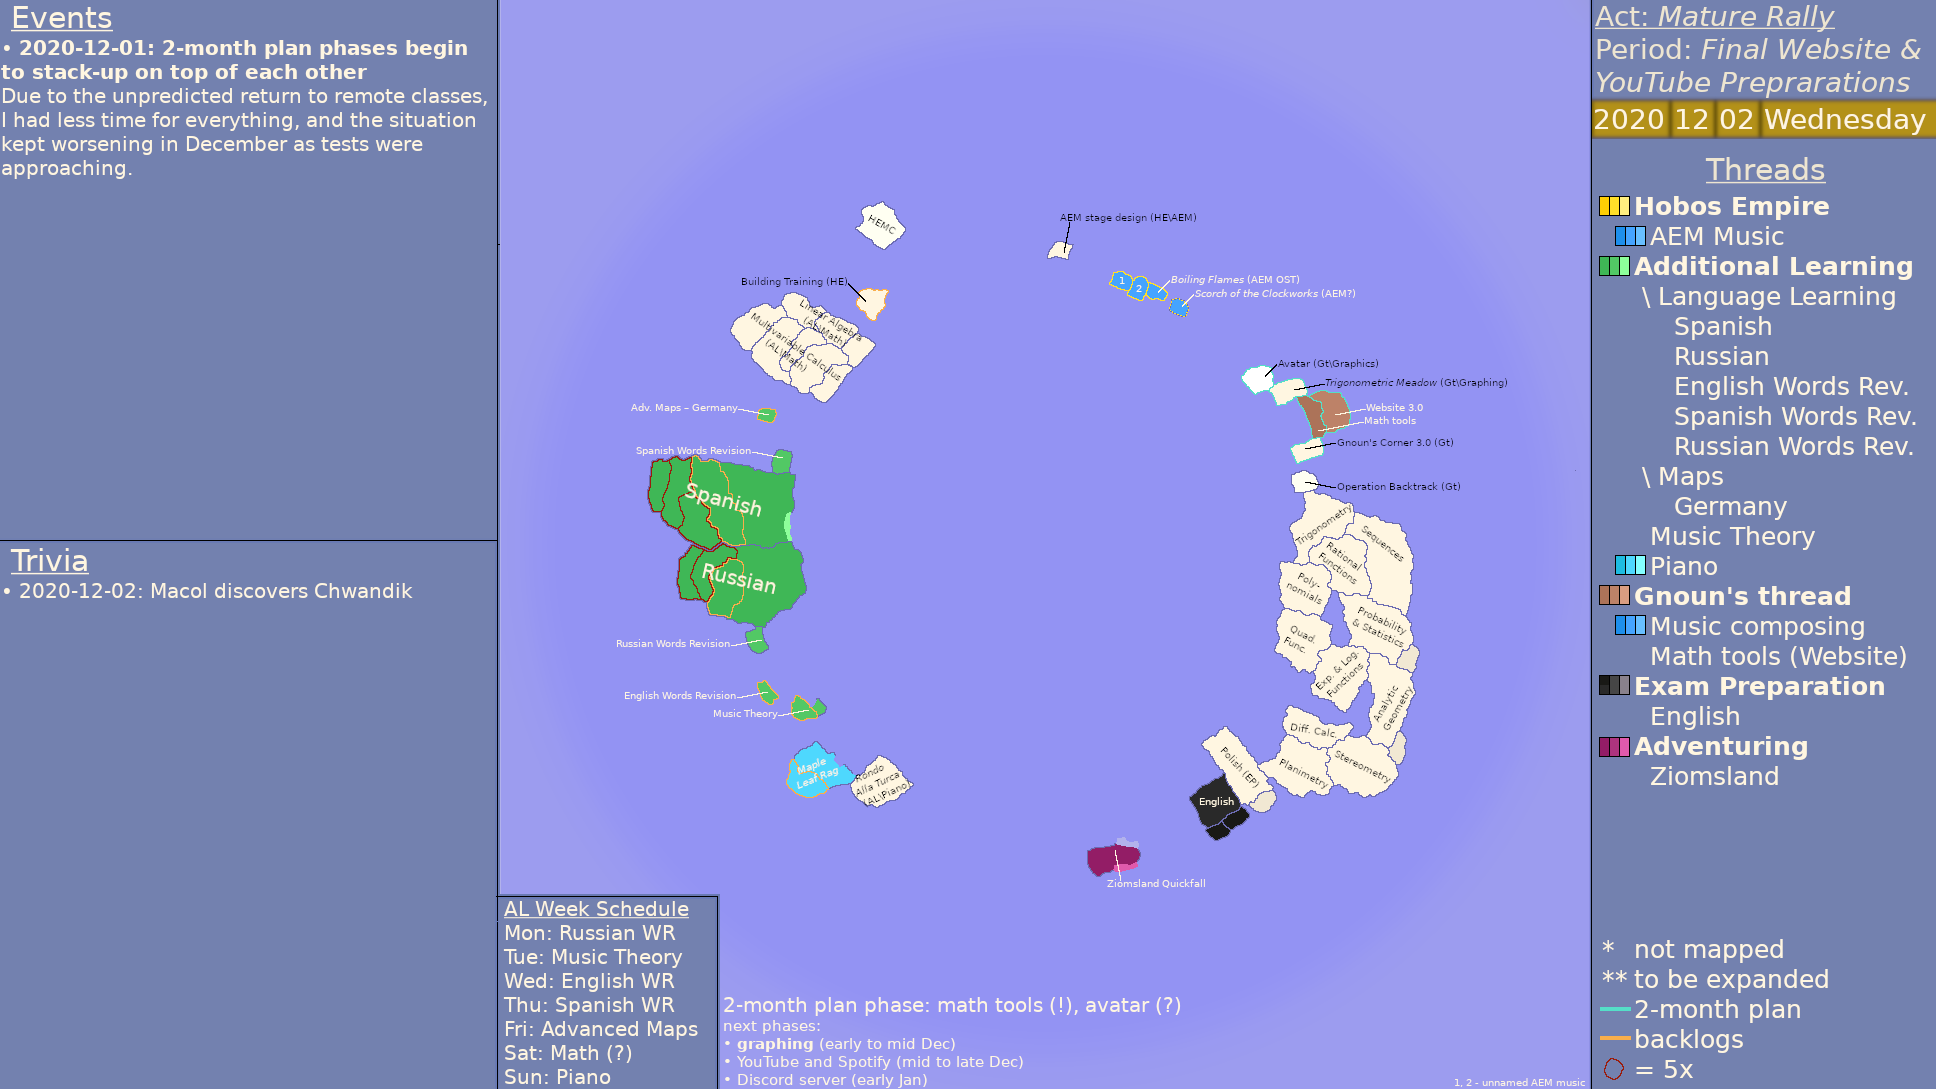 Events
• 2020-12-01: 2-month plan phases begin
to stack-up on top of each other
Due to the unpredicted return to remote classes,
I had less time for everything, and the situation
kept worsening in December as tests were
approaching.
Trivia
• 2020-12-02: Macol discovers Chwandik
HEMC
AEM stage design (HE\AEM)
Building Training (HE)
1
2
Boiling Flames (AEM OST)
Scorch of the Clockworks (AEM?)
Linear Algebra
(AL\Math)
Multivariable Calculus
(AL\Math)
Avatar (Gt\Graphics)
Trigonometric Meadow (Gt\Graphing)
Adv. Maps – Germany
Website 3.0
Math tools
Gnoun's Corner 3.0 (Gt)
Spanish Words Revision
Operation Backtrack (Gt)
Spanish
Trigonometry
Sequences
Rational
Functions
Russian
Poly-
nomials
Probability
& Statistics
Quad.
Func.
Russian Words Revision
Exp. & Log.
Functions
English Words Revision
Music Theory
Analytic
Geometry
Diff. Calc.
Maple
Leaf Rag
Rondo
Alla Turca
(AL\Piano)
Polish (EP)
Planimetry
Stereometry
English
Ziomsland Quickfall
AL Week Schedule
Mon: Russian WR
Tue: Music Theory
Wed: English WR
Thu: Spanish WR
Fri: Advanced Maps
Sat: Math (?)
Sun: Piano
2-month plan phase: math tools (!), avatar (?)
next phases:
• graphing (early to mid Dec)
• YouTube and Spotify (mid to late Dec)
• Discord server (early Jan)
1, 2 - unnamed AEM music
Act: Mature Rally
Period: Final Website &
YouTube Preprarations
2020 12 02 Wednesday
Threads
Hobos Empire
AEM Music
Additional Learning
\ Language Learning
Spanish
Russian
English Words Rev.
Spanish Words Rev.
Russian Words Rev.
\ Maps
Germany
Music Theory
Piano
Gnoun's thread
Music composing
Math tools (Website)
Exam Preparation
English
Adventuring
Ziomsland
* not mapped
** to be expanded
2-month plan
backlogs
= 5x